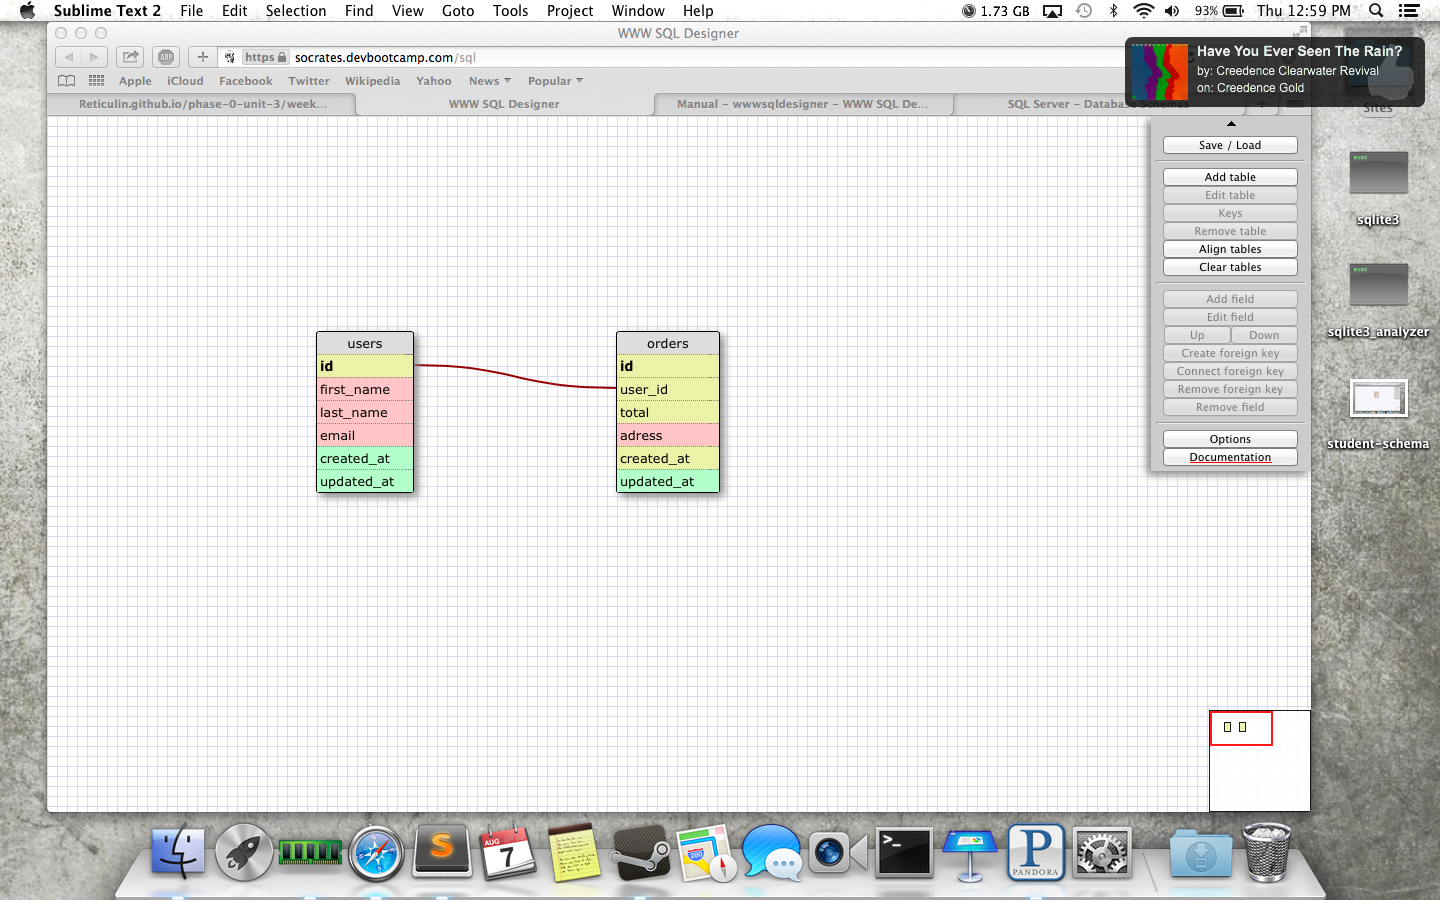 Sublime Text 2 File Edit Selection Find View Goto Tools Project Window Help 1.73 GB 93% Thu 12:59 PM
WWW SQL Designer
ABP https socrates.devbootcamp.com/sql
Apple iCloud Facebook Twitter Wikipedia Yahoo News Popular
Reticulin.github.io/phase-0-unit-3/week... WWW SQL Designer Manual – wwwsqldesigner – WWW SQL De... SQL Server – Database Schemas
Have You Ever Seen The Rain?
by: Creedence Clearwater Revival
on: Creedence Gold
Sites
Save / Load
Add table
Edit table
Keys
Remove table
Align tables
Clear tables
Add field
Edit field
Up Down
Create foreign key
Connect foreign key
Remove foreign key
Remove field
Options
Documentation
exec
sqlite3
exec
sqlite3_analyzer
student-schema
users
id
first_name
last_name
email
created_at
updated_at
orders
id
user_id
total
adress
created_at
updated_at
S
AUG
7
280
>_
P
PANDORA